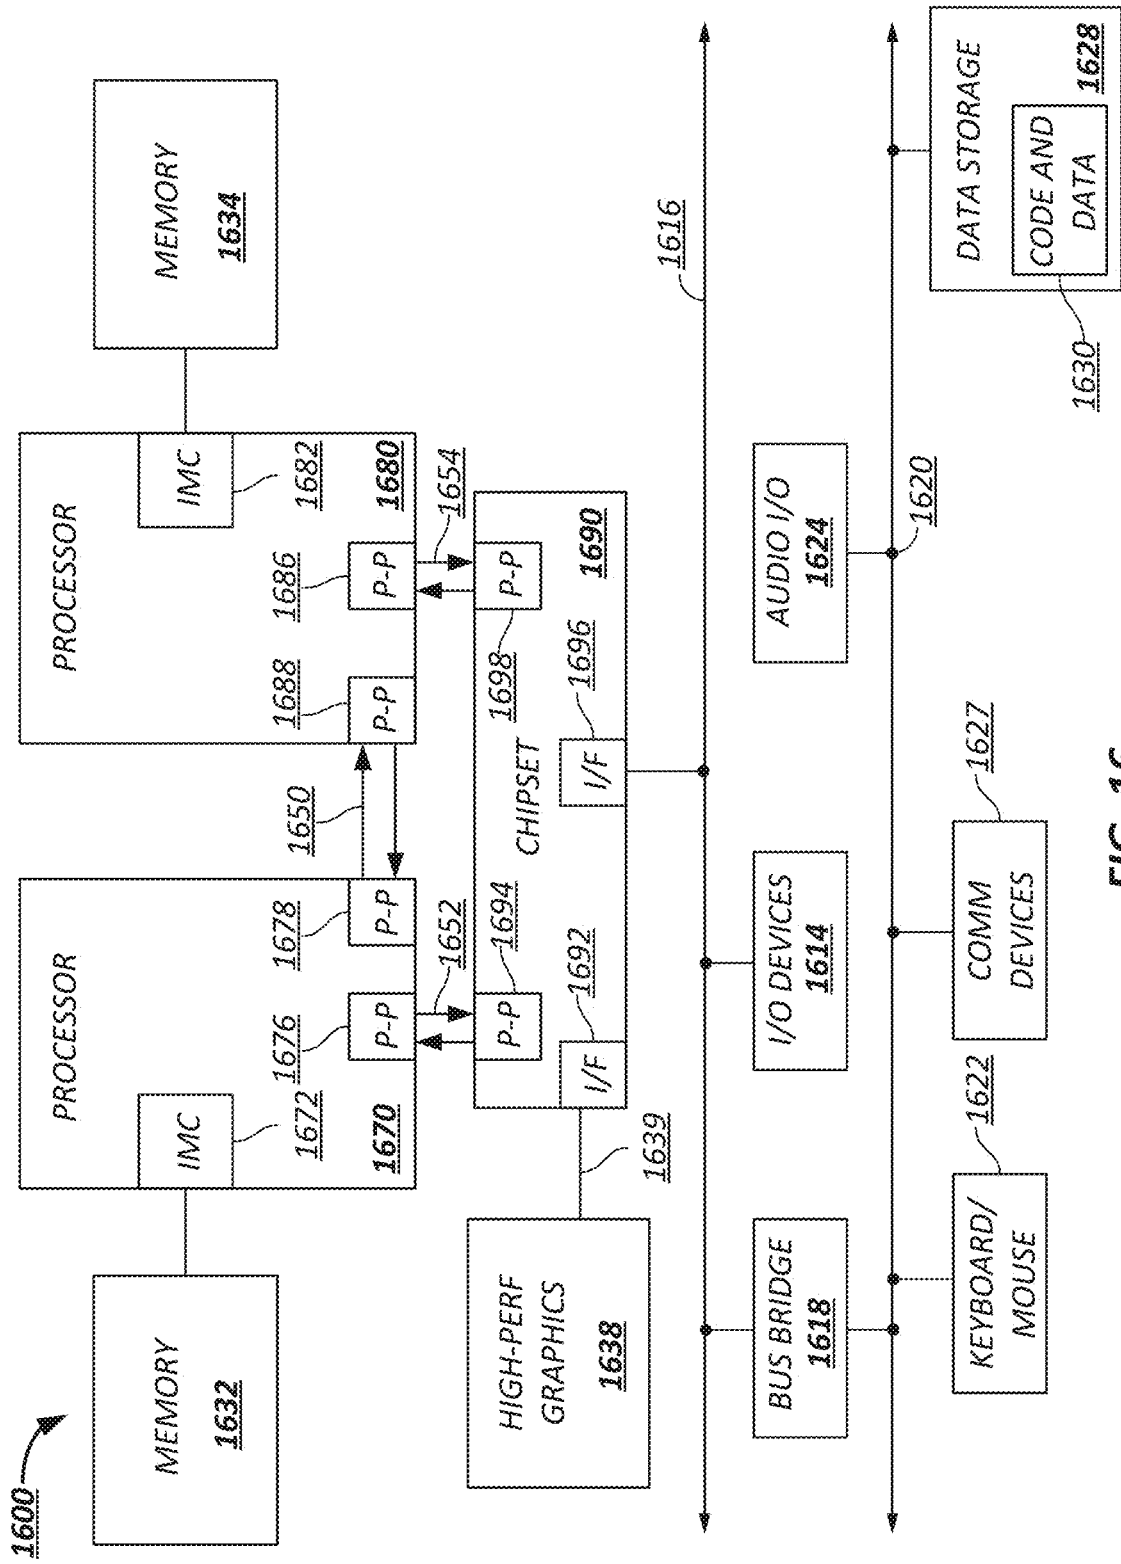 1600
MEMORY
1632
PROCESSOR
IMC
1672
1670
1676
P-P
1678
P-P
1650
PROCESSOR
1688
P-P
1686
P-P
IMC
1682
1680
MEMORY
1634
1652
1654
HIGH-PERF
GRAPHICS
1638
1639
I/F
1692
P-P
1694
CHIPSET
I/F
1696
P-P
1698
1690
1616
BUS BRIDGE
1618
I/O DEVICES
1614
AUDIO I/O
1624
1620
KEYBOARD/
MOUSE
1622
COMM
DEVICES
1627
DATA STORAGE
1628
CODE AND
DATA
1630